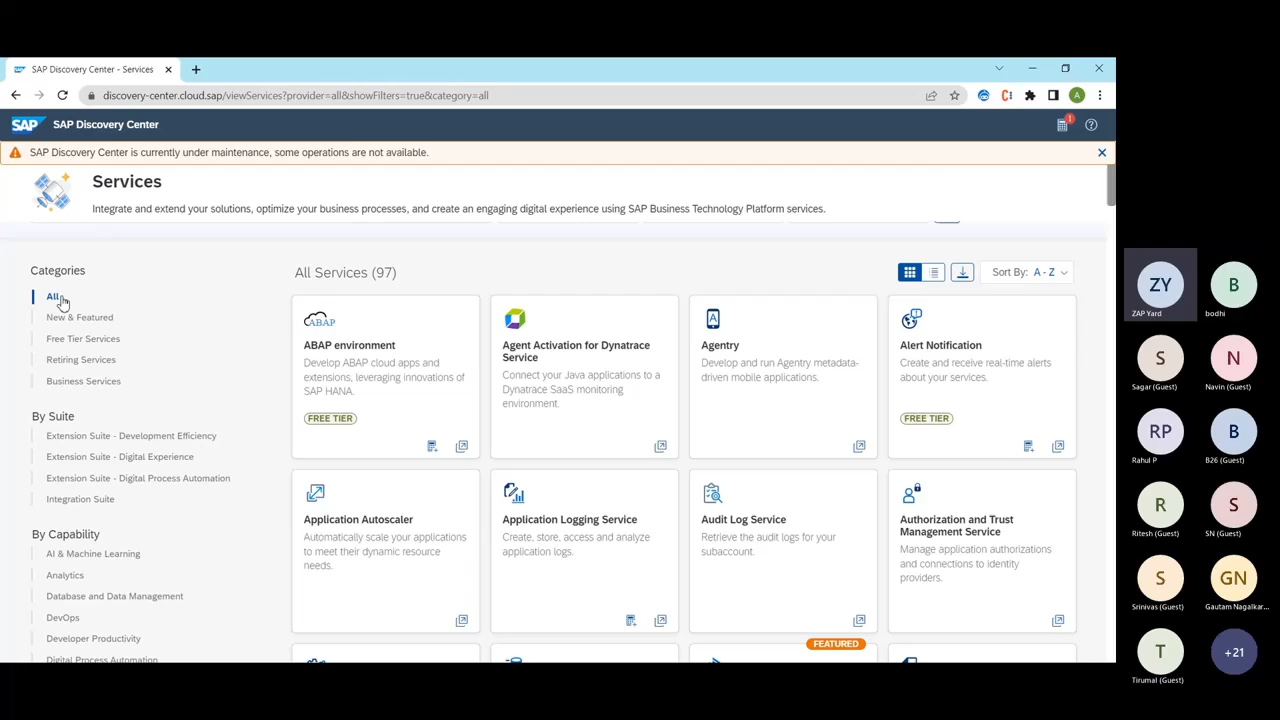 SAP Discovery Center - Services
discovery-center.cloud.sap/viewServices?provider=all&showFilters=true&category=all
A
SAP
SAP Discovery Center
1
SAP Discovery Center is currently under maintenance, some operations are not available.
Services
Integrate and extend your solutions, optimize your business processes, and create an engaging digital experience using SAP Business Technology Platform services.
Categories
All
New & Featured
Free Tier Services
Retiring Services
Business Services
By Suite
Extension Suite - Development Efficiency
Extension Suite - Digital Experience
Extension Suite - Digital Process Automation
Integration Suite
By Capability
AI & Machine Learning
Analytics
Database and Data Management
DevOps
Developer Productivity
Digital Process Automation
All Services (97)
Sort By: A - Z
ABAP
ABAP environment
Develop ABAP cloud apps and
extensions, leveraging innovations of
SAP HANA.
FREE TIER
Agent Activation for Dynatrace
Service
Connect your Java applications to a
Dynatrace SaaS monitoring
environment.
Agentry
Develop and run Agentry metadata-
driven mobile applications.
Alert Notification
Create and receive real-time alerts
about your services.
FREE TIER
Application Autoscaler
Automatically scale your applications
to meet their dynamic resource
needs.
Application Logging Service
Create, store, access and analyze
application logs.
Audit Log Service
Retrieve the audit logs for your
subaccount.
Authorization and Trust
Management Service
Manage application authorizations
and connections to identity
providers.
FEATURED
ZY
ZAP Yard
B
bodhi
S
Sagar (Guest)
N
Navin (Guest)
RP
Rahul P
B
B26 (Guest)
R
Ritesh (Guest)
S
SN (Guest)
S
Srinivas (Guest)
GN
Gautam Nagalkar...
T
Tirumal (Guest)
+21